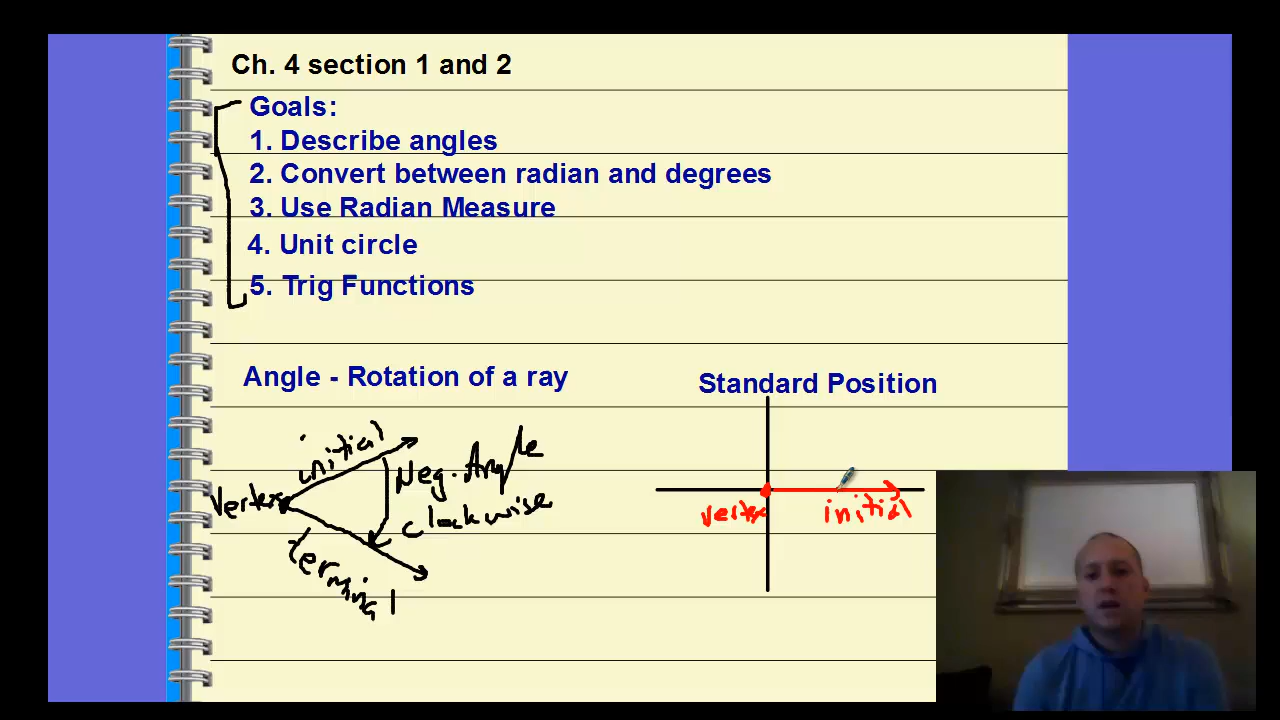 Ch. 4 section 1 and 2
Goals:
1. Describe angles
2. Convert between radian and degrees
3. Use Radian Measure
4. Unit circle
5. Trig Functions
Angle - Rotation of a ray
Standard Position
initial
Neg. Angle
Vertex
clockwise
terminal
vertex
initial